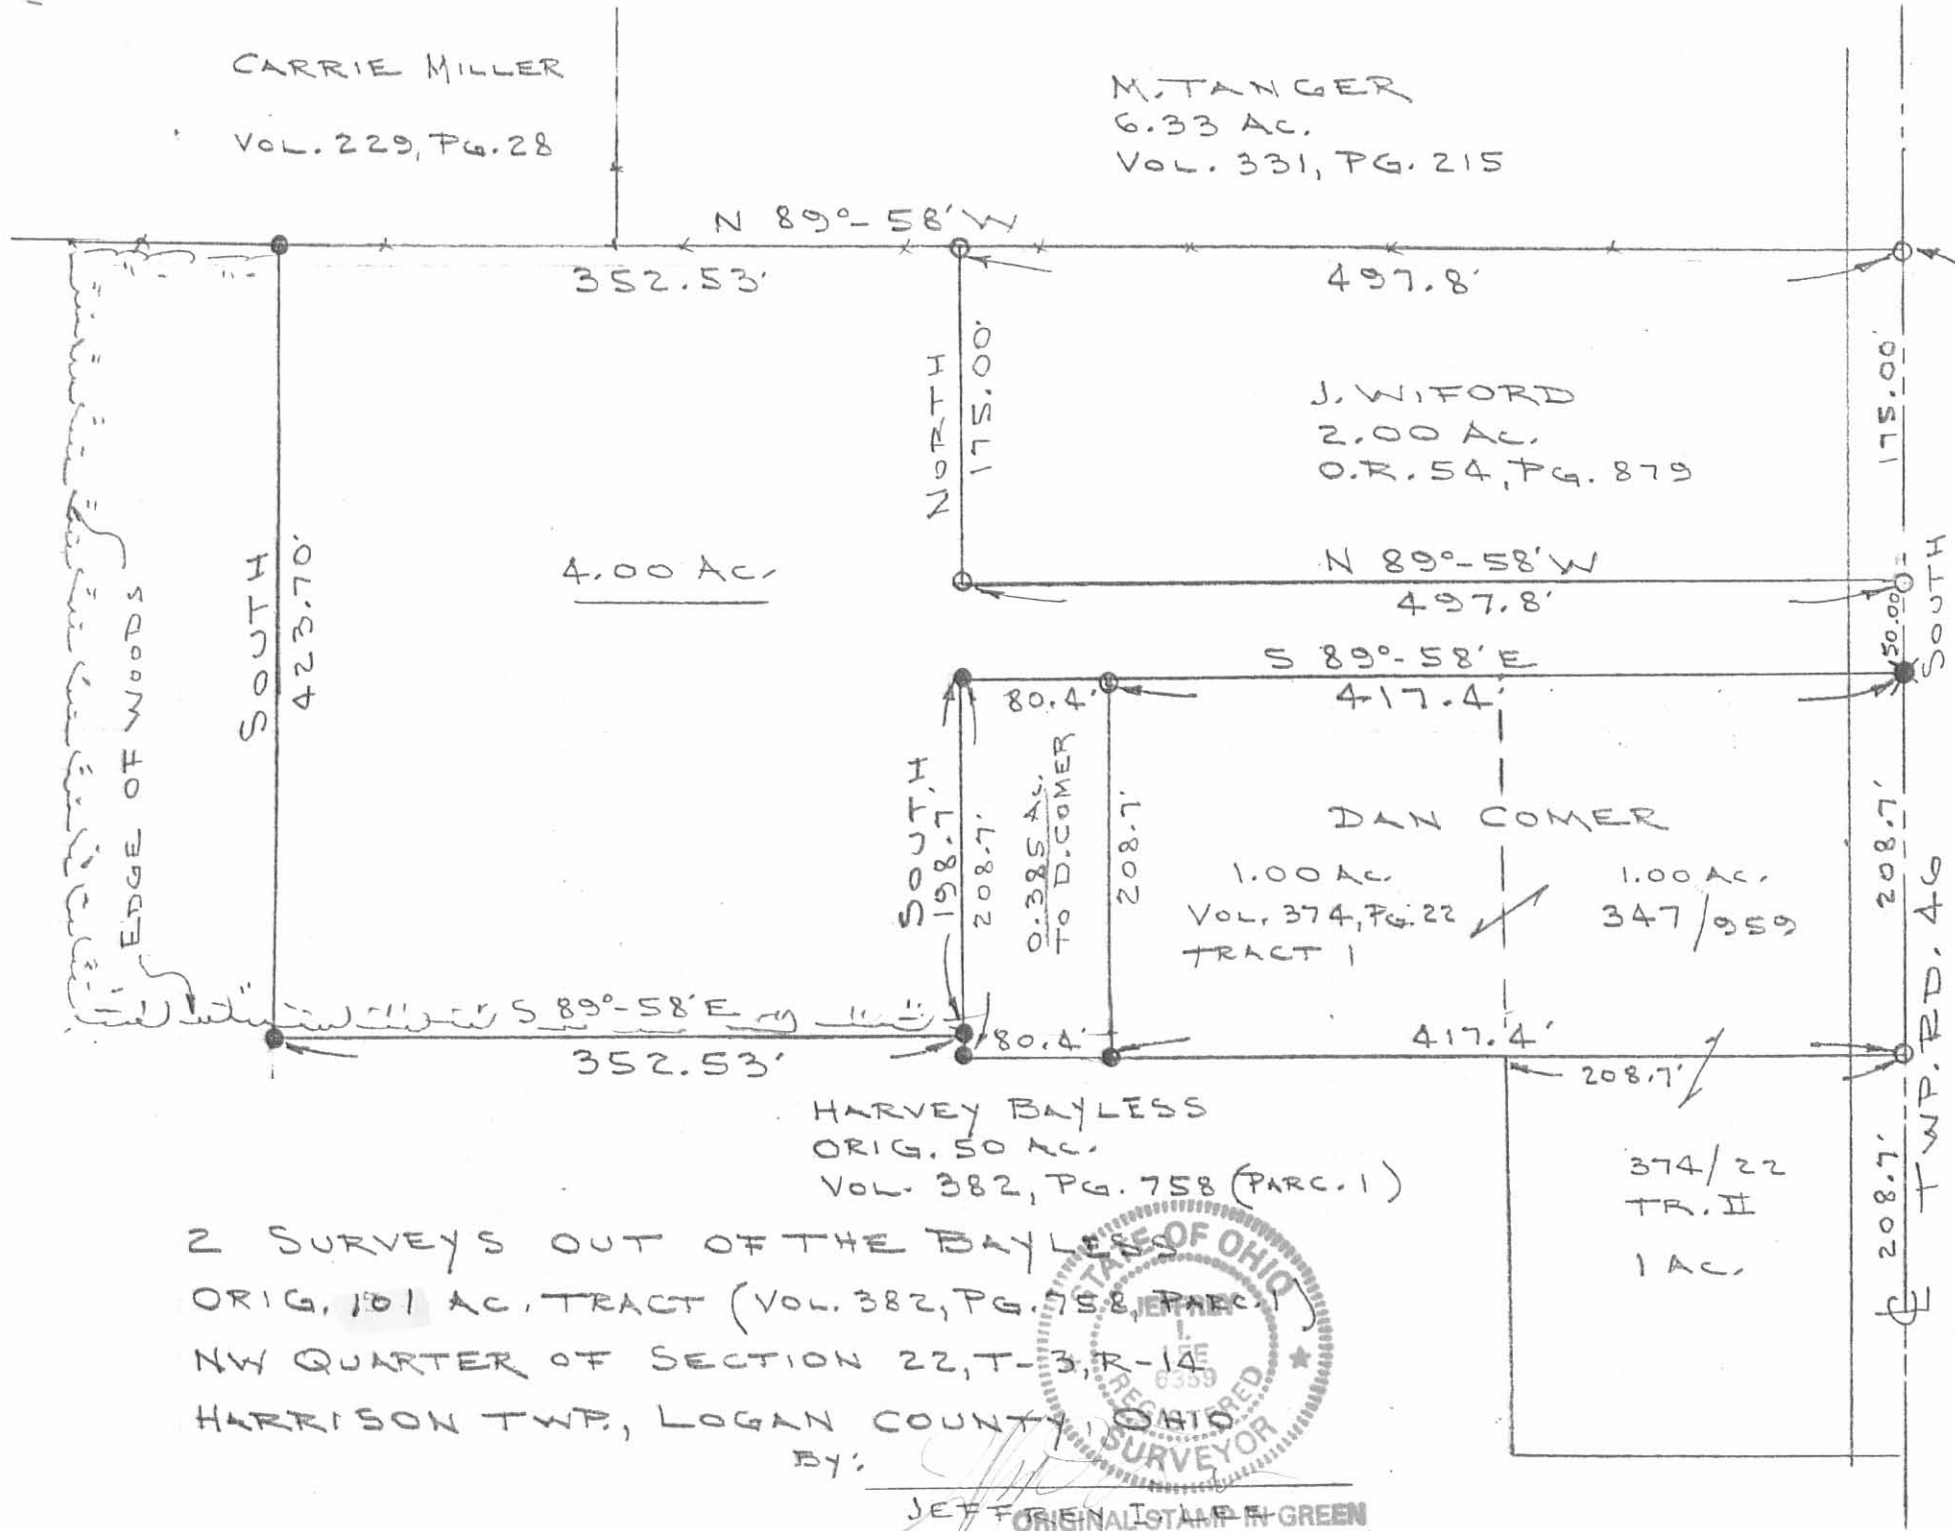 CARRIE MILLER
VOL. 229, PG. 28
M. TANGER
6.33 AC.
VOL. 331, PG. 215
N 89°-58' W
352.53'
497.8'
NORTH
175.00'
175.00'
J. WIFORD
2.00 AC.
O.R. 54, PG. 879
SOUTH
423.70'
4.00 AC.
EDGE OF WOODS
N 89°-58' W
497.8'
50.00'
SOUTH
S 89°-58' E
80.4'
417.4'
SOUTH
198.7
208.7'
0.385 AC.
TO D. COMER
208.7'
DAN COMER
1.00 AC.
VOL. 374, PG. 22
TRACT 1
1.00 AC.
347/959
208.7'
TWP. RD. 46
S 89°-58' E
352.53'
80.4'
417.4'
208.7'
HARVEY BAYLESS
ORIG. 50 AC.
VOL. 382, PG. 758 (PARC. 1)
374/22
TR. II
1 AC.
208.7'
2 SURVEYS OUT OF THE BAYLESS
ORIG. 101 AC. TRACT (VOL. 382, PG. 758, PARC. 1)
NW QUARTER OF SECTION 22, T-3, R-14
HARRISON TWP., LOGAN COUNTY, OHIO
BY:
JEFFREY I. LEE
STATE OF OHIO
JEFFREY
I.
LEE
6359
REGISTERED
SURVEYOR
ORIGINAL STAMP IN GREEN